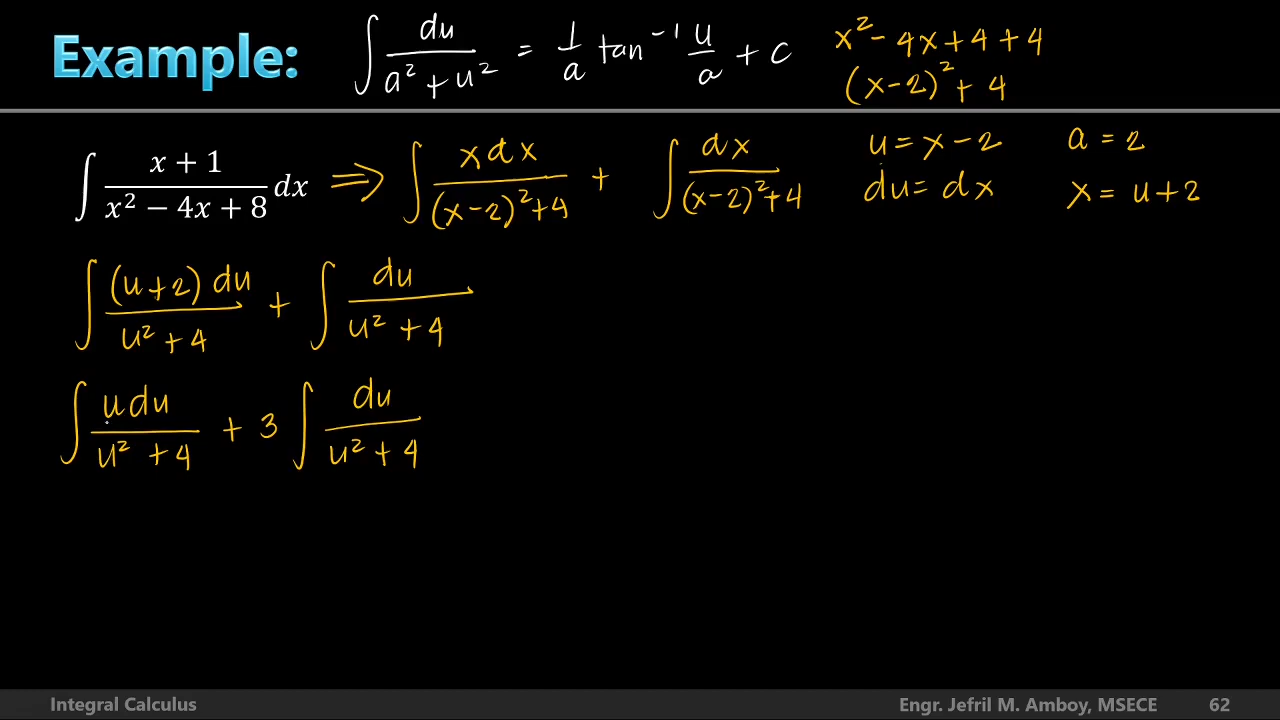 Example: ∫ du/(a² + u²) = 1/a tan⁻¹ u/a + c
x² - 4x + 4 + 4
(x-2)² + 4
∫ (x + 1)/(x² − 4x + 8) dx ⇒ ∫ xdx/((x-2)²+4) + ∫ dx/((x-2)²+4)
u = x - 2 a = 2
du = dx x = u + 2
∫ (u+2) du/(u² + 4) + ∫ du/(u² + 4)
∫ udu/(u² + 4) + 3 ∫ du/(u² + 4)
Integral Calculus Engr. Jefril M. Amboy, MSECE 62